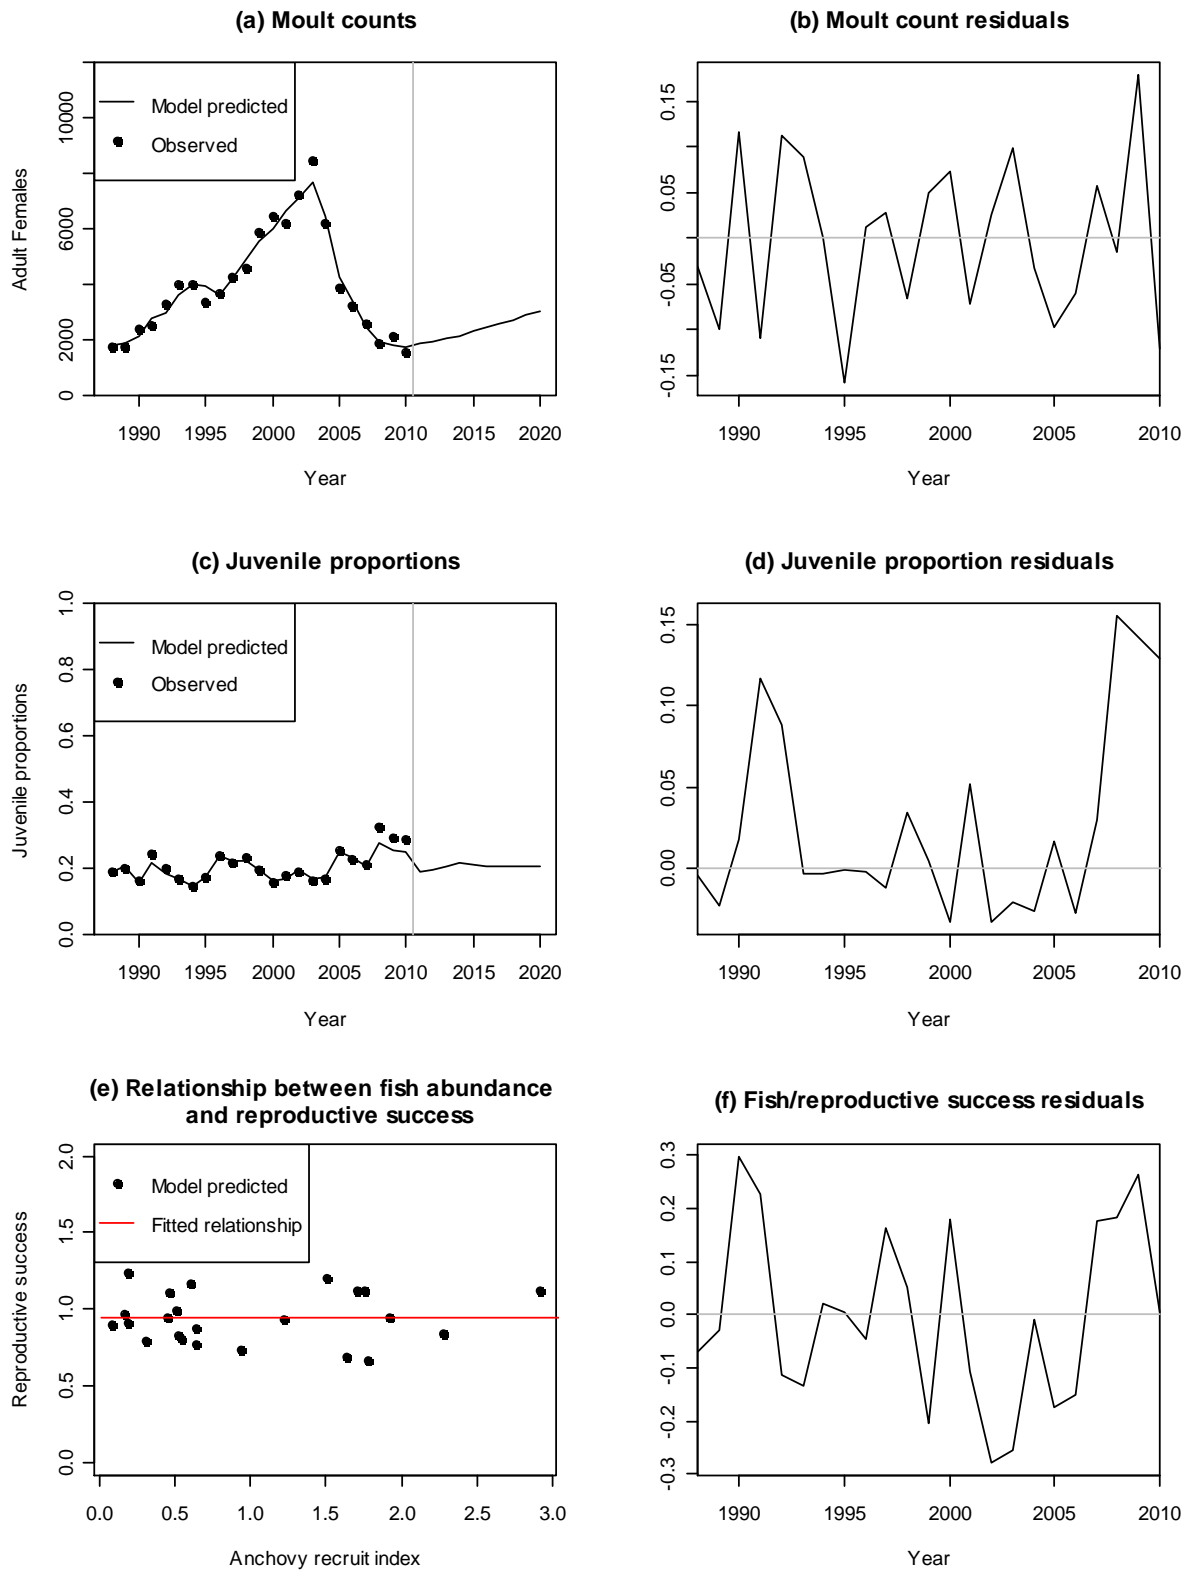 (a) Moult counts
Model predicted
Observed
Adult Females
0
2000
6000
10000
1990 1995 2000 2005 2010 2015 2020
Year
(b) Moult count residuals
-0.15
-0.05
0.05
0.15
1990 1995 2000 2005 2010
Year
(c) Juvenile proportions
Model predicted
Observed
Juvenile proportions
0.0
0.2
0.4
0.6
0.8
1.0
1990 1995 2000 2005 2010 2015 2020
Year
(d) Juvenile proportion residuals
0.00
0.05
0.10
0.15
1990 1995 2000 2005 2010
Year
(e) Relationship between fish abundance
and reproductive success
Model predicted
Fitted relationship
Reproductive success
0.0
0.5
1.0
1.5
2.0
0.0 0.5 1.0 1.5 2.0 2.5 3.0
Anchovy recruit index
(f) Fish/reproductive success residuals
-0.3
-0.2
-0.1
0.0
0.1
0.2
0.3
1990 1995 2000 2005 2010
Year